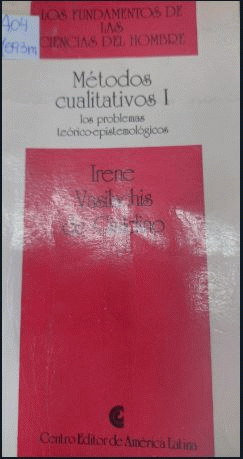 LOS FUNDAMENTOS DE
LAS
CIENCIAS DEL HOMBRE
Métodos
cualitativos I
los problemas
teórico-epistemológicos
Irene
Vasilachis
de
Centro Editor de América Latina